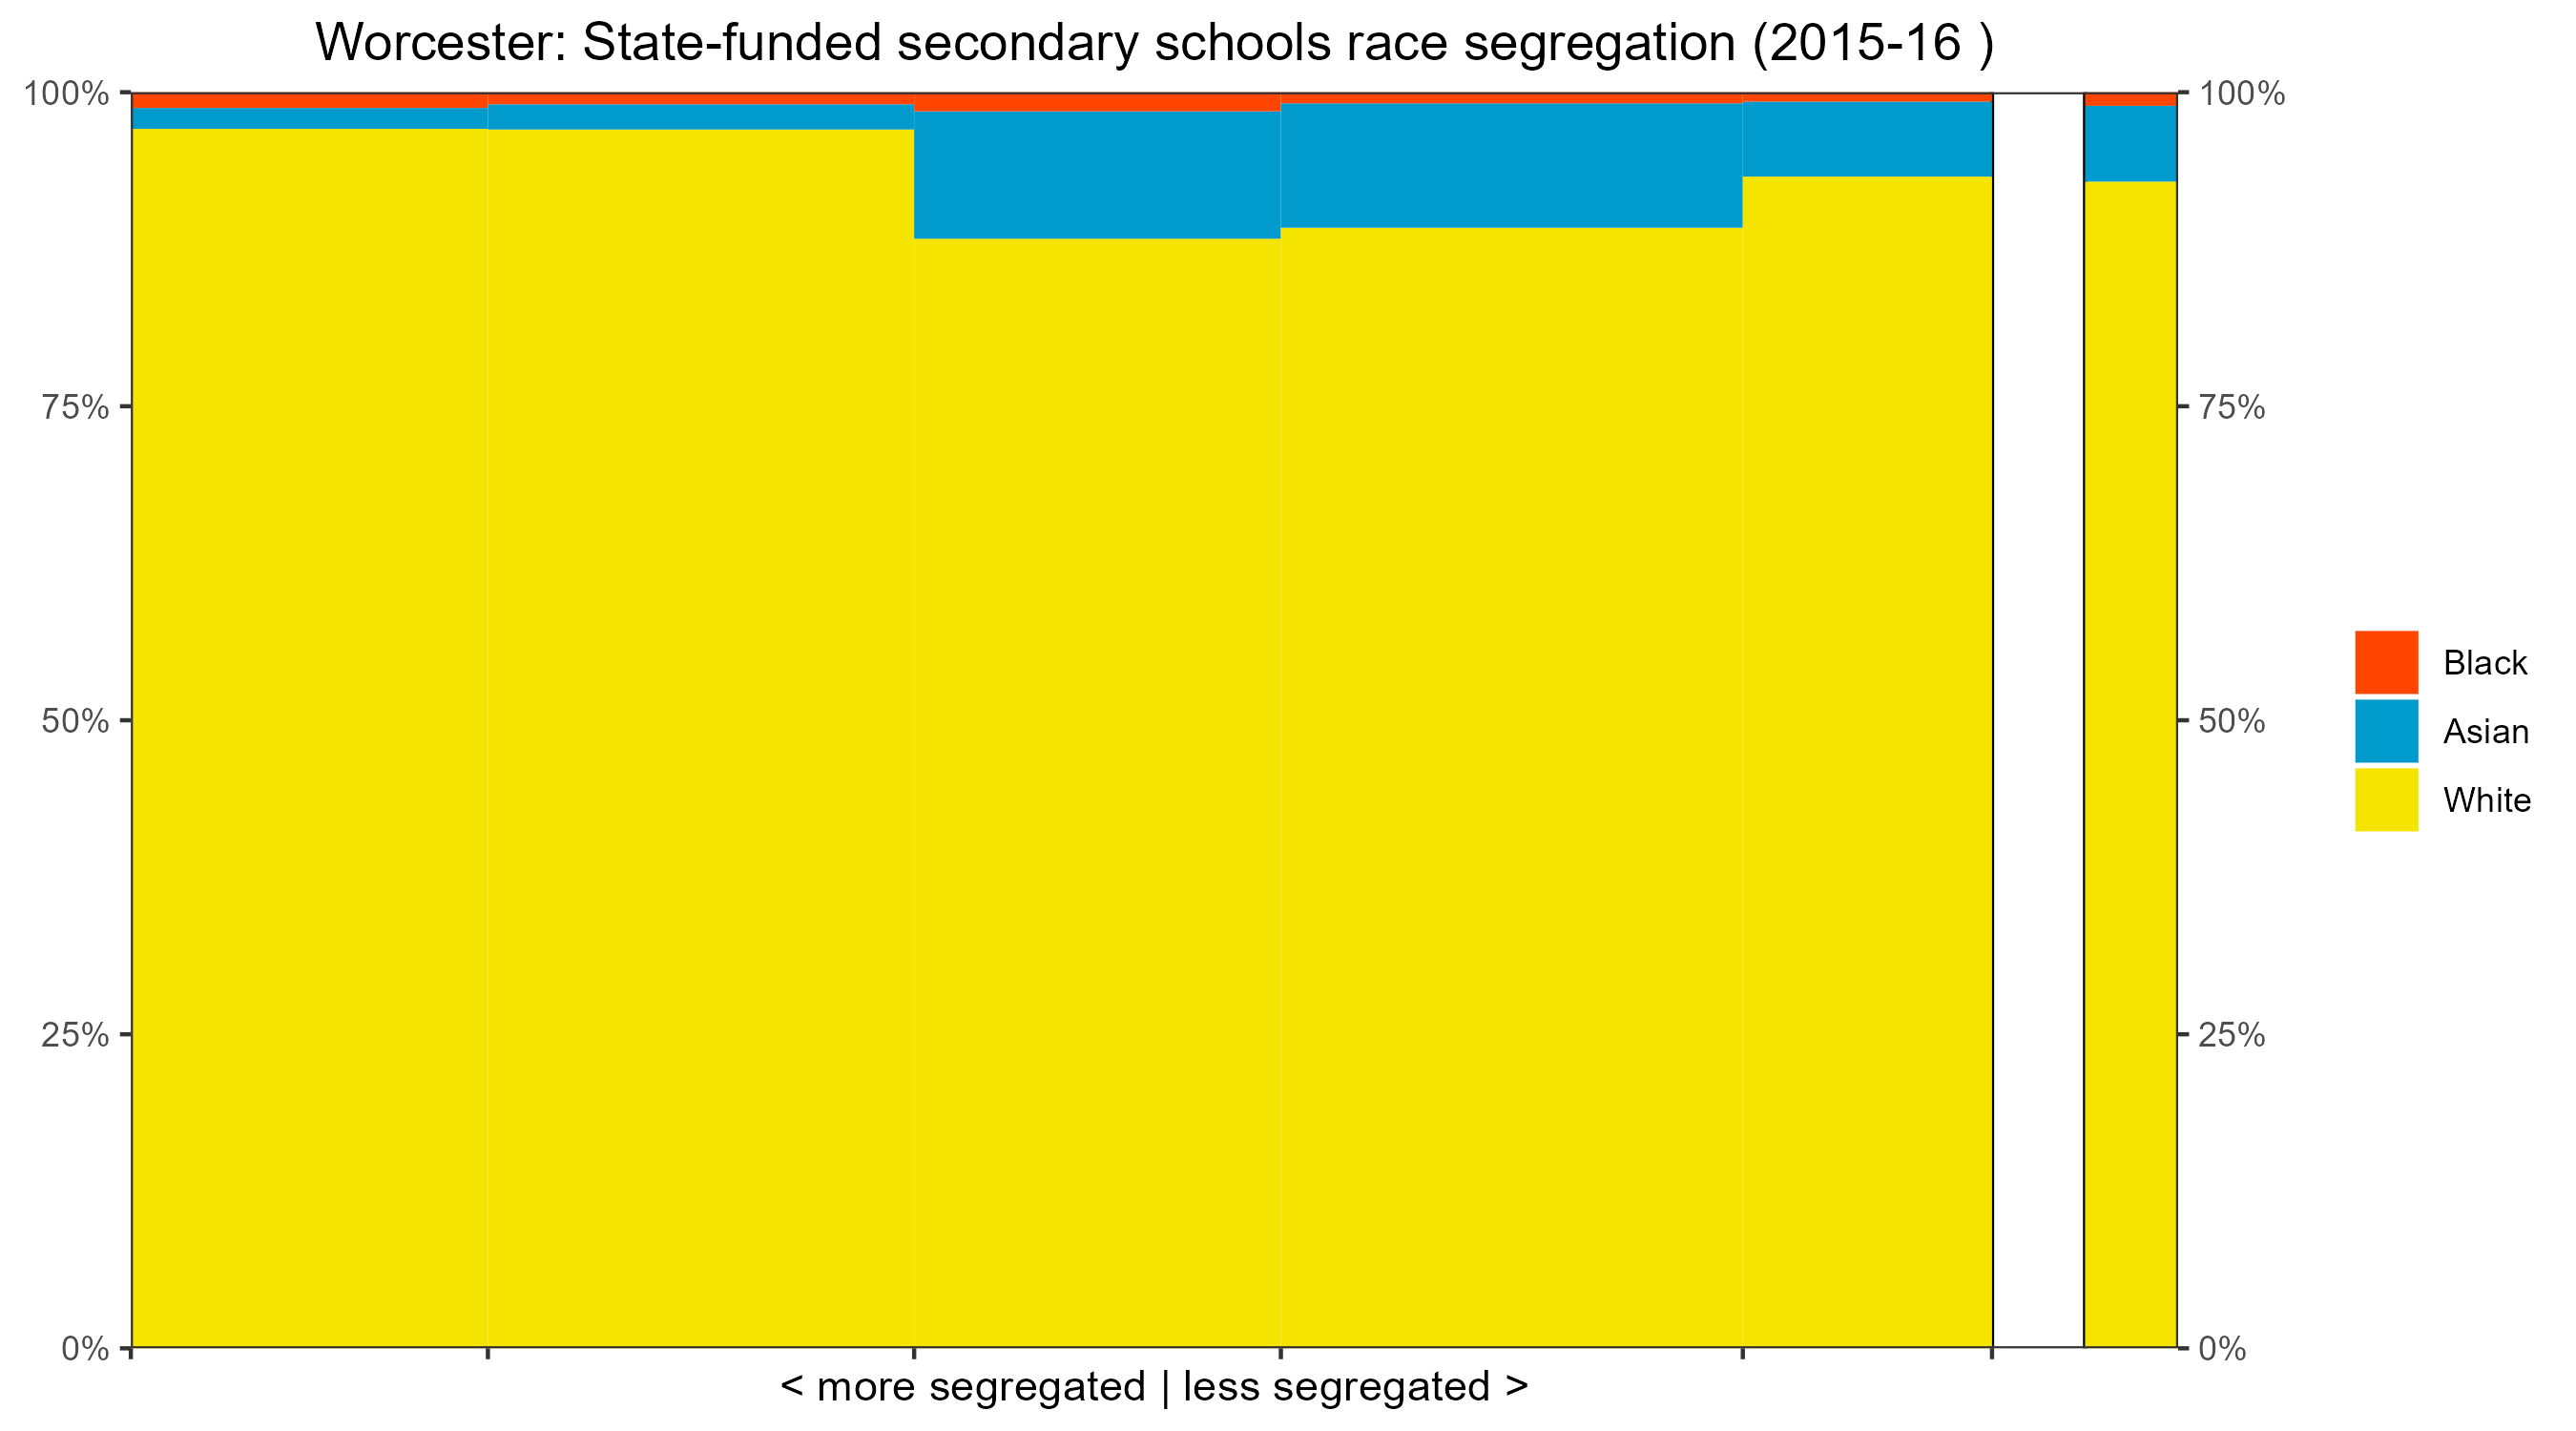 Worcester: State-funded secondary schools race segregation (2015-16 )
100%
75%
50%
25%
0%
100%
75%
50%
25%
0%
Black
Asian
White
< more segregated | less segregated >